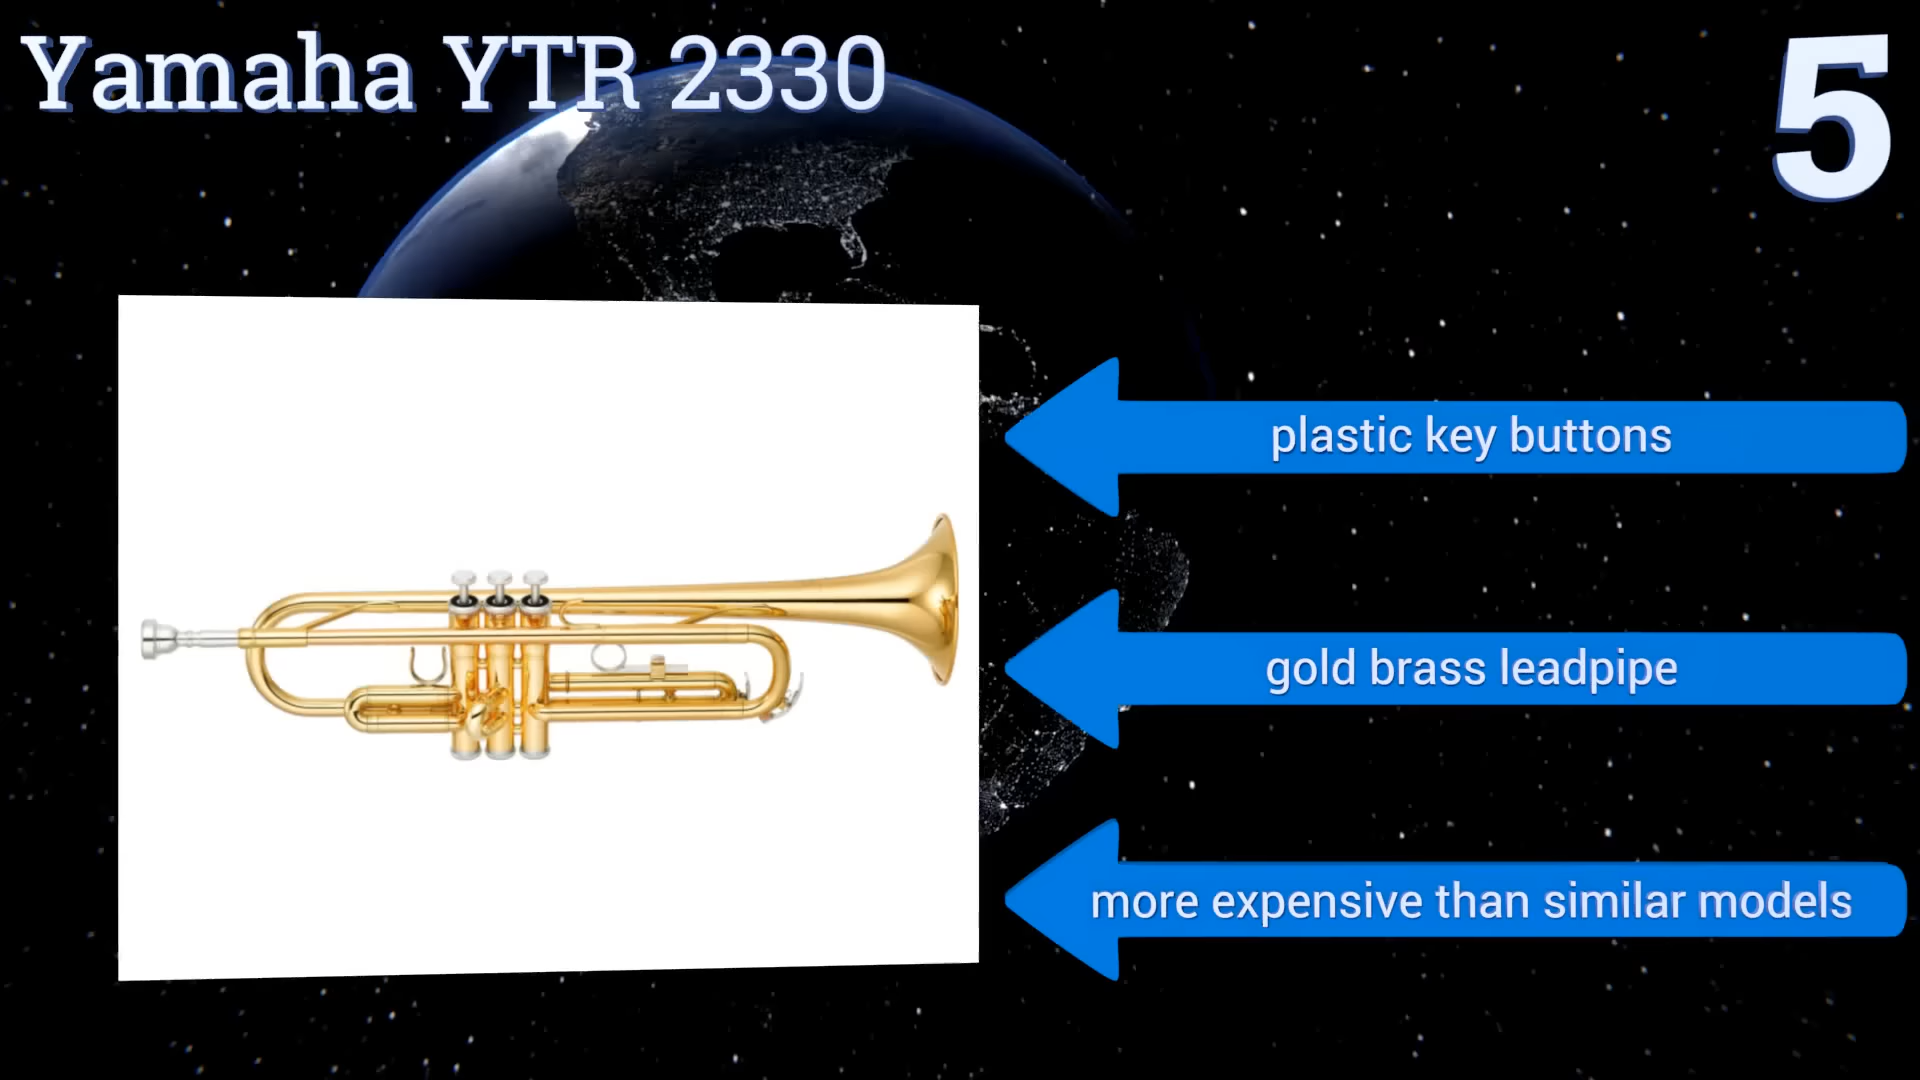 Yamaha YTR 2330
5
plastic key buttons
gold brass leadpipe
more expensive than similar models